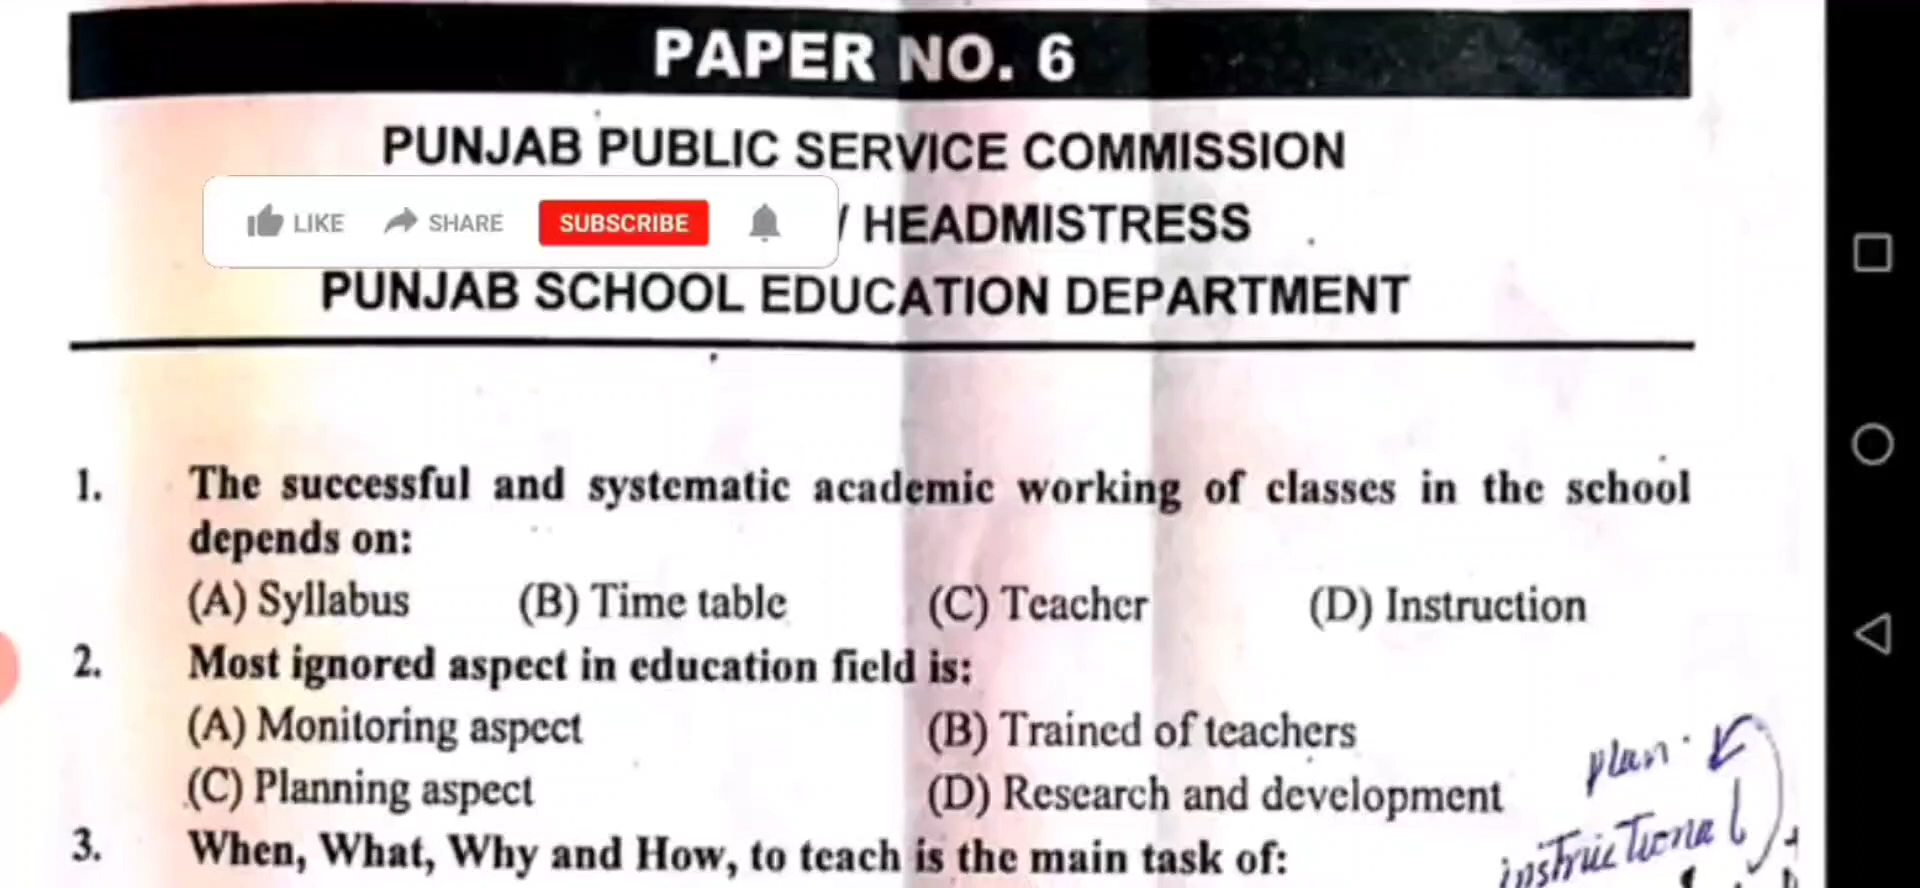 PAPER NO. 6
PUNJAB PUBLIC SERVICE COMMISSION
LIKE SHARE SUBSCRIBE / HEADMISTRESS
PUNJAB SCHOOL EDUCATION DEPARTMENT
1. The successful and systematic academic working of classes in the school
depends on:
(A) Syllabus (B) Time table (C) Teacher (D) Instruction
2. Most ignored aspect in education field is:
(A) Monitoring aspect (B) Trained of teachers
(C) Planning aspect (D) Research and development
plan.
instructional
3. When, What, Why and How, to teach is the main task of: